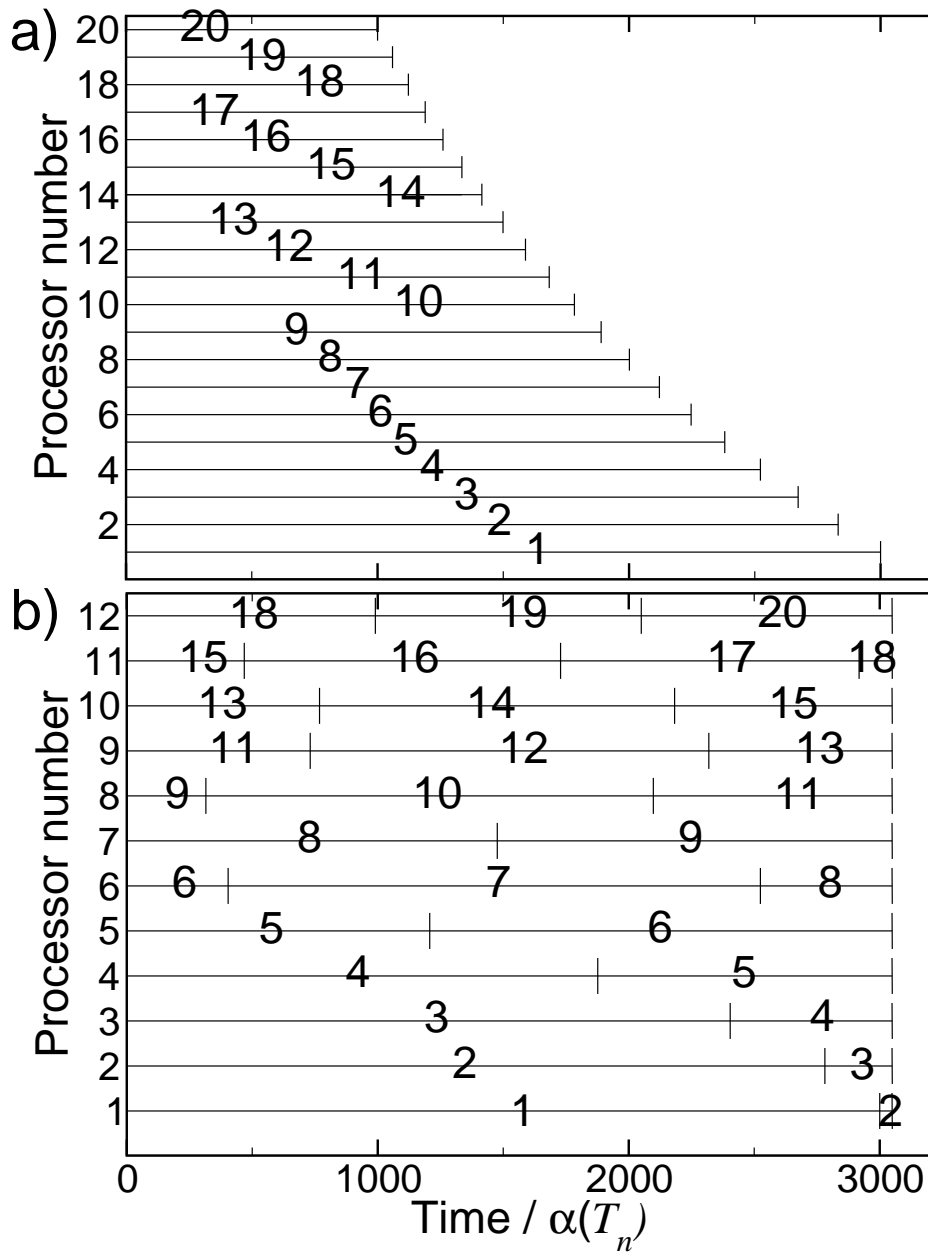 a)
Processor number
20 20
19
18 18
17
16 16
15
14 14
13
12 12
11
10 10
9
8 8
7
6 6
5
4 4
3
2 2
1
b)
Processor number
12 18 19 20
11 15 16 17 18
10 13 14 15
9 11 12 13
8 9 10 11
7 8 9
6 6 7 8
5 5 6
4 4 5
3 3 4
2 2 3
1 1 2
0 1000 2000 3000
Time / α(Tₙ)